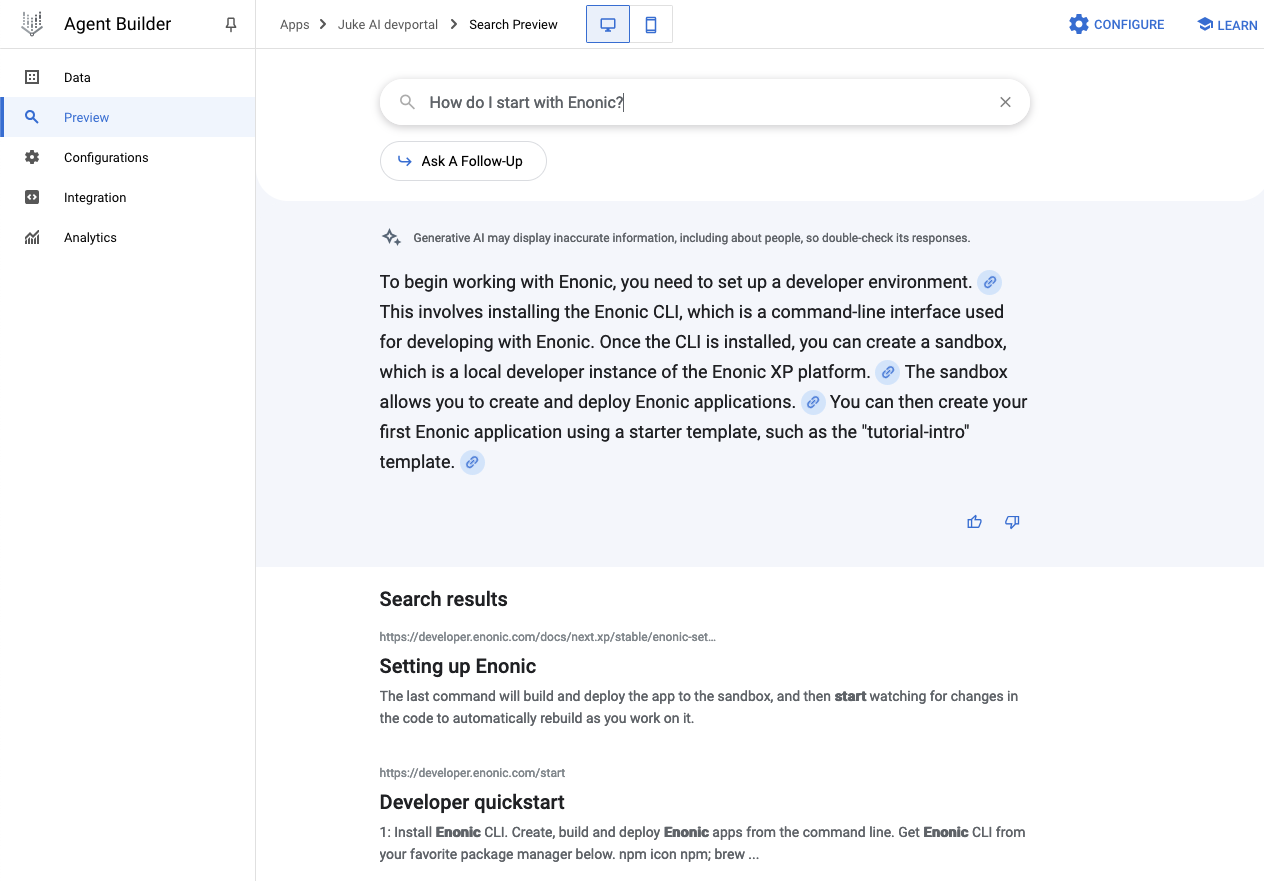 Agent Builder
Apps > Juke AI devportal > Search Preview
CONFIGURE
LEARN
Data
Preview
Configurations
Integration
Analytics
How do I start with Enonic?
Ask A Follow-Up
Generative AI may display inaccurate information, including about people, so double-check its responses.
To begin working with Enonic, you need to set up a developer environment.
This involves installing the Enonic CLI, which is a command-line interface used
for developing with Enonic. Once the CLI is installed, you can create a sandbox,
which is a local developer instance of the Enonic XP platform. The sandbox
allows you to create and deploy Enonic applications. You can then create your
first Enonic application using a starter template, such as the "tutorial-intro"
template.
Search results
https://developer.enonic.com/docs/next.xp/stable/enonic-set...
Setting up Enonic
The last command will build and deploy the app to the sandbox, and then start watching for changes in
the code to automatically rebuild as you work on it.
https://developer.enonic.com/start
Developer quickstart
1: Install Enonic CLI. Create, build and deploy Enonic apps from the command line. Get Enonic CLI from
your favorite package manager below. npm icon npm; brew ...